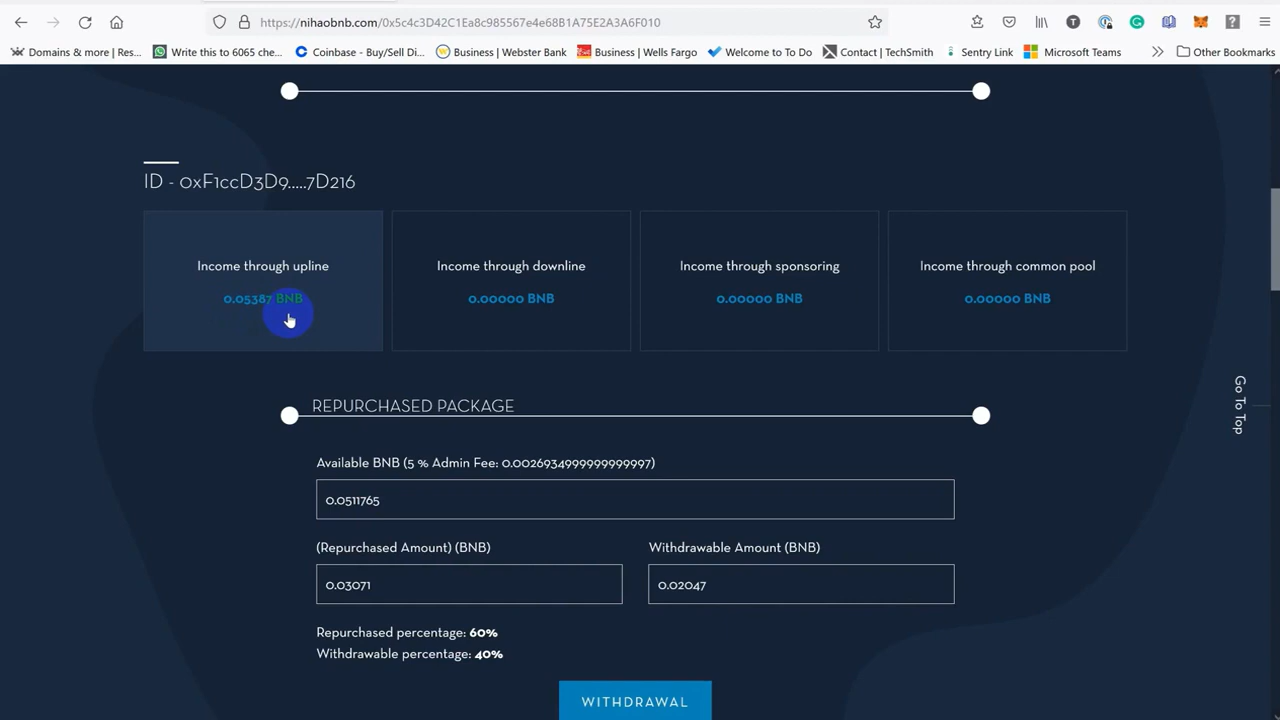 https://nihaobnb.com/0x5c4c3D42C1Ea8c985567e4e68B1A75E2A3A6F010
Domains & more | Res... Write this to 6065 che... Coinbase - Buy/Sell Di... Business | Webster Bank Business | Wells Fargo Welcome to To Do Contact | TechSmith Sentry Link Microsoft Teams Other Bookmarks
ID - 0xF1ccD3D9.....7D216
Income through upline Income through downline Income through sponsoring Income through common pool
0.05387 BNB 0.00000 BNB 0.00000 BNB 0.00000 BNB
Go To Top
REPURCHASED PACKAGE
Available BNB (5 % Admin Fee: 0.0026934999999999997)
0.0511765
(Repurchased Amount) (BNB) Withdrawable Amount (BNB)
0.03071 0.02047
Repurchased percentage: 60%
Withdrawable percentage: 40%
WITHDRAWAL